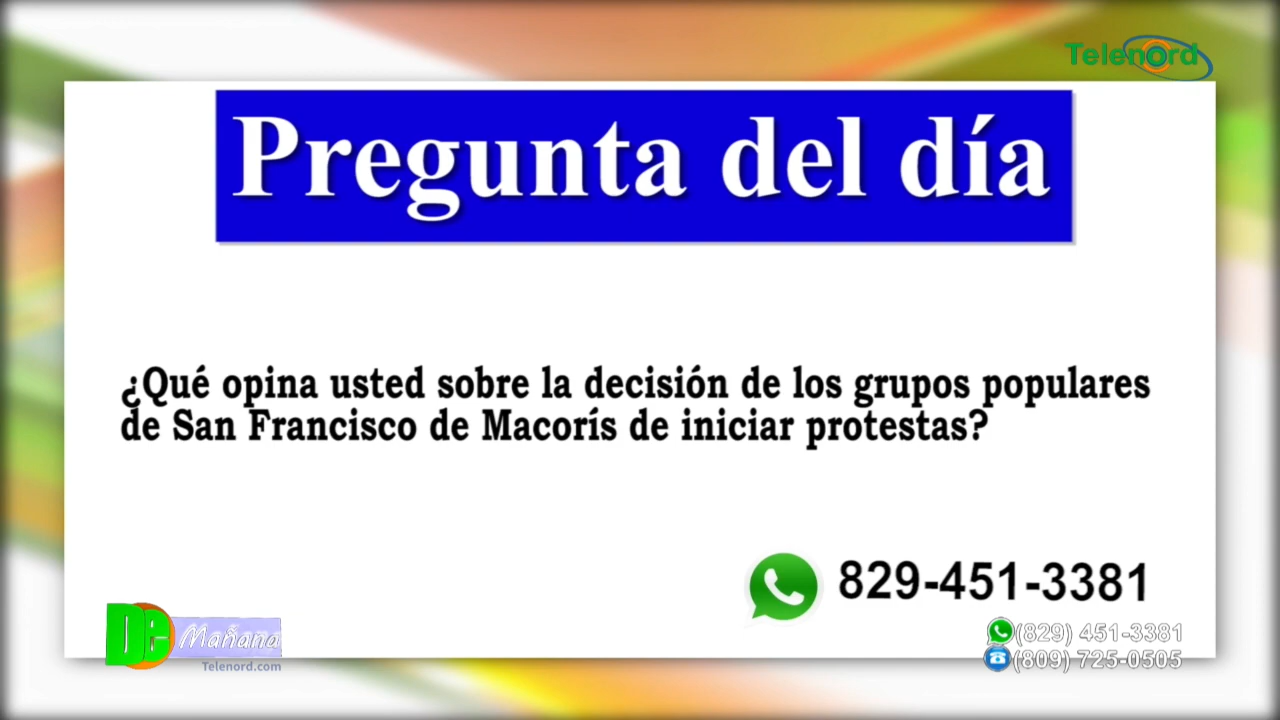 Telenord
Pregunta del día
¿Qué opina usted sobre la decisión de los grupos populares
de San Francisco de Macorís de iniciar protestas?
829-451-3381
De Mañana
Telenord.com
(829) 451-3381
(809) 725-0505